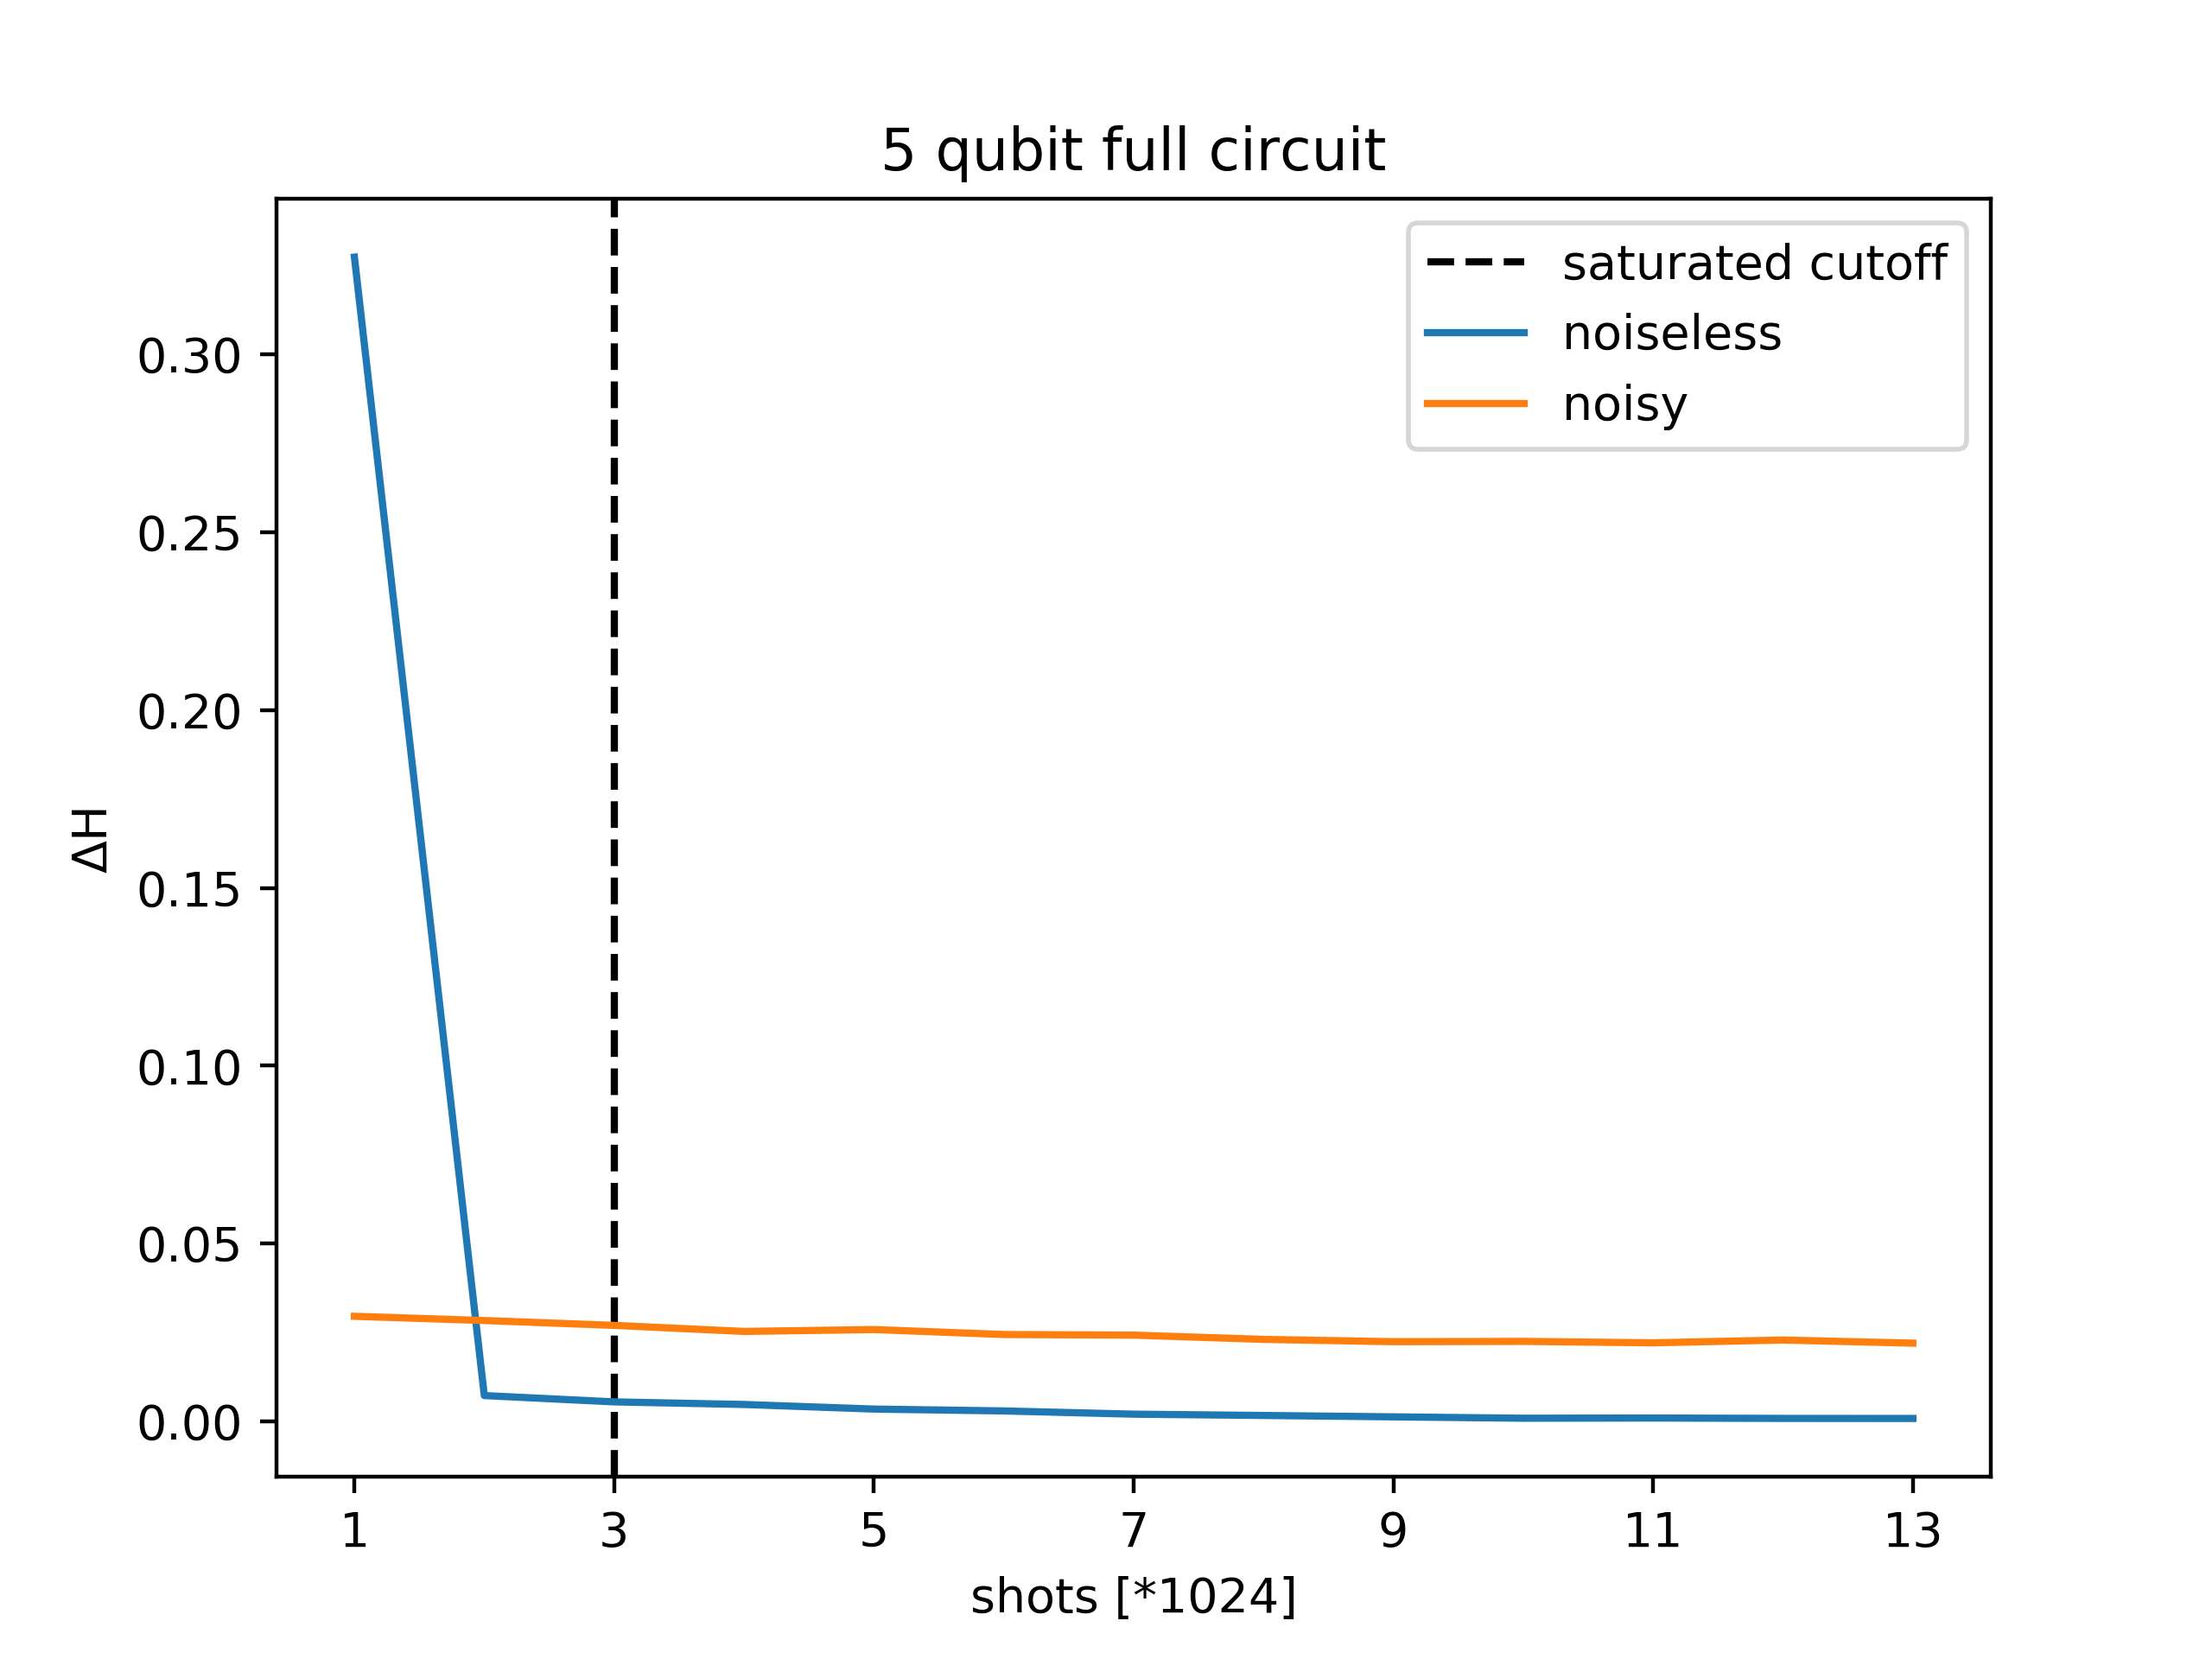 5 qubit full circuit
saturated cutoff
noiseless
noisy
0.30
0.25
0.20
0.15
0.10
0.05
0.00
ΔH
1 3 5 7 9 11 13
shots [*1024]